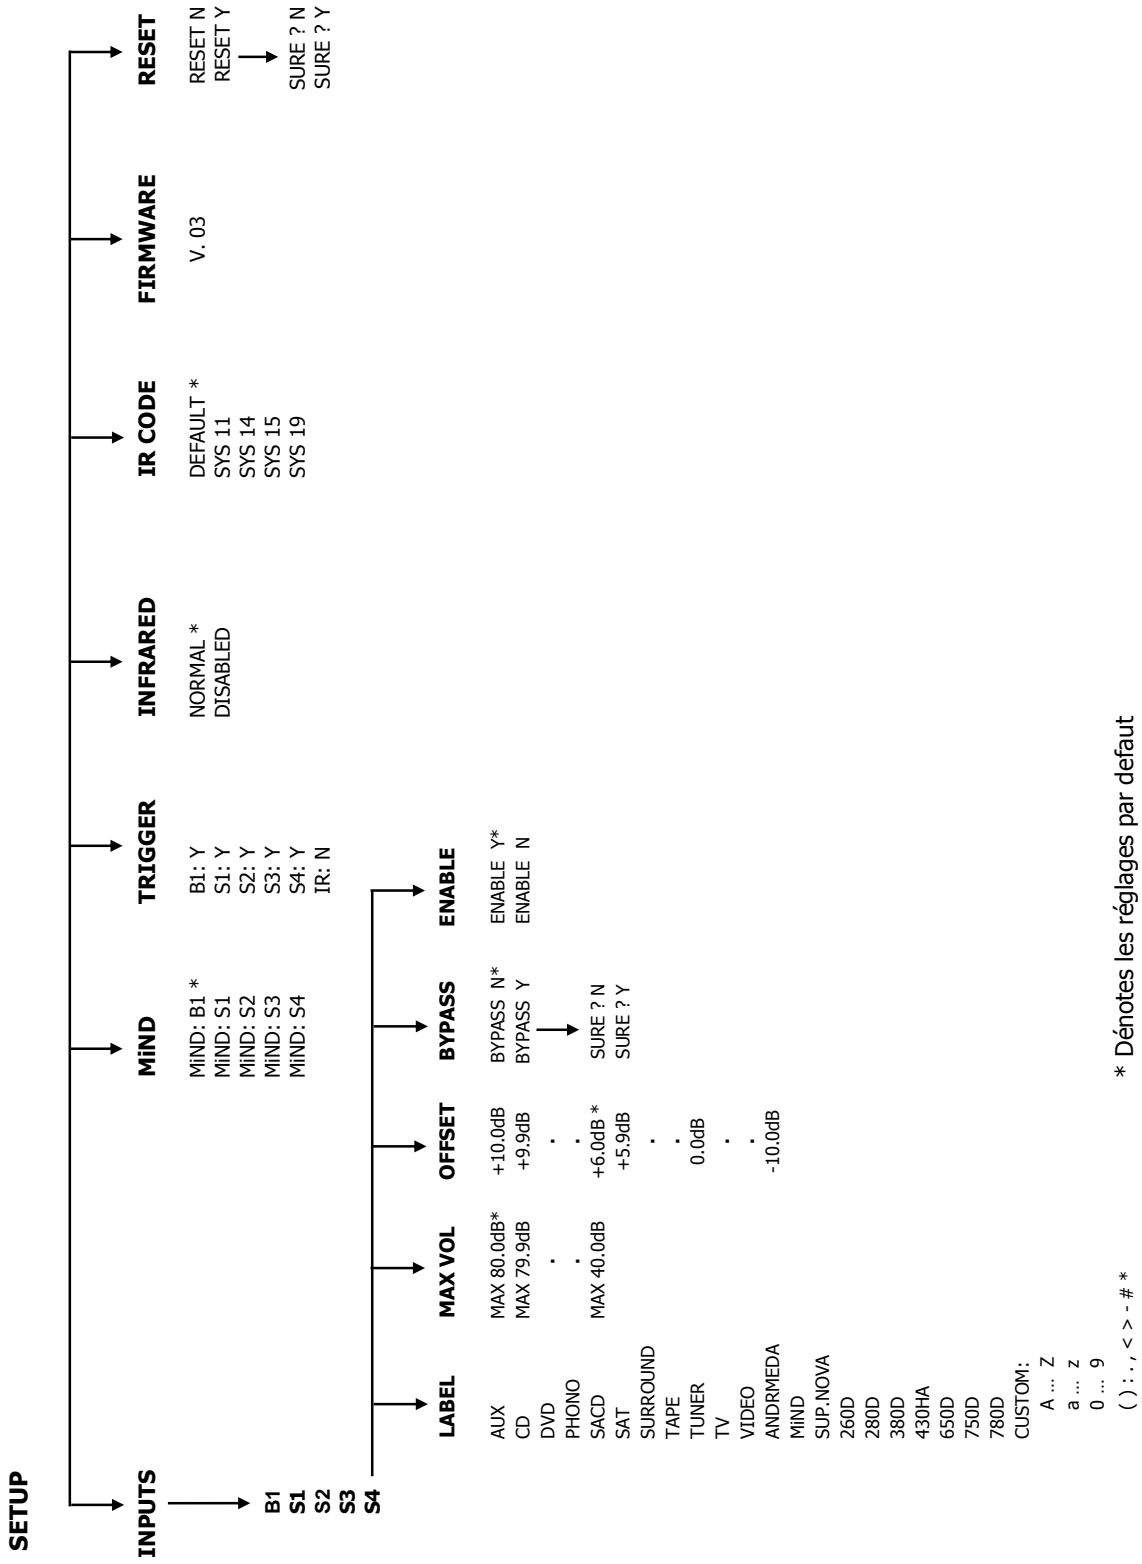 SETUP
INPUTS
B1
S1
S2
S3
S4
LABEL
AUX
CD
DVD
PHONO
SACD
SAT
SURROUND
TAPE
TUNER
TV
VIDEO
ANDRMEDA
MiND
SUP.NOVA
260D
280D
380D
430HA
650D
750D
780D
CUSTOM:
A ... Z
a ... z
0 ... 9
( ) : . , < > - # *
MAX VOL
MAX 80.0dB*
MAX 79.9dB
.
.
MAX 40.0dB
OFFSET
+10.0dB
+9.9dB
.
.
+6.0dB *
+5.9dB
.
.
0.0dB
.
.
-10.0dB
BYPASS
BYPASS N*
BYPASS Y
SURE ? N
SURE ? Y
ENABLE
ENABLE Y*
ENABLE N
MiND
MiND: B1 *
MiND: S1
MiND: S2
MiND: S3
MiND: S4
TRIGGER
B1: Y
S1: Y
S2: Y
S3: Y
S4: Y
IR: N
INFRARED
NORMAL *
DISABLED
IR CODE
DEFAULT *
SYS 11
SYS 14
SYS 15
SYS 19
FIRMWARE
V. 03
RESET
RESET N
RESET Y
SURE ? N
SURE ? Y
* Dénotes les réglages par defaut